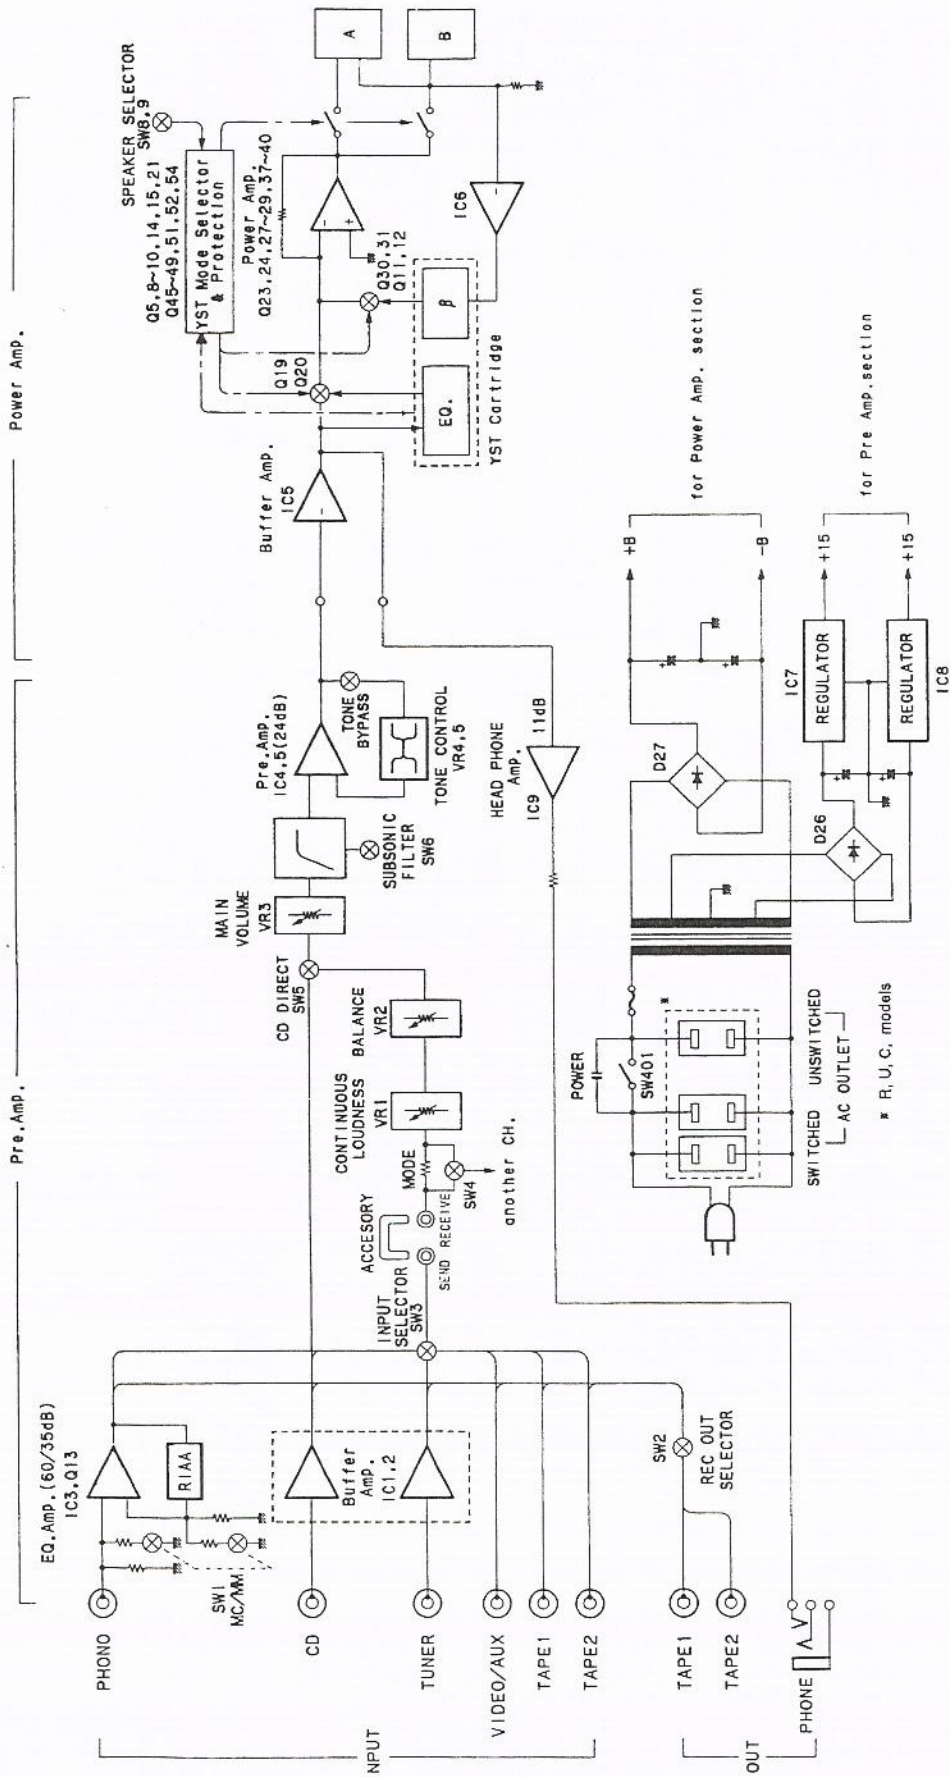 Pre.Amp.
Power Amp.
EQ.Amp.(60/35dB)
IC3,Q13
PHONO
RIAA
SW1
MC/MM
CD
Buffer
Amp.
IC1,2
TUNER
VIDEO/AUX
TAPE1
TAPE2
INPUT
INPUT
SELECTOR
SW3
ACCESORY
SEND
RECEIVE
MODE
SW4
another CH.
CONTINUOUS
LOUDNESS
VR1
BALANCE
VR2
CD DIRECT
SW5
MAIN
VOLUME
VR3
SUBSONIC
FILTER
SW6
Pre.Amp.
IC4,5(24dB)
TONE
BYPASS
TONE CONTROL
VR4,5
Buffer Amp.
IC5
Q19
Q20
SPEAKER SELECTOR
SW8,9
Q5,8~10,14,15,21
Q45~49,51,52,54
YST Mode Selector
& Protection
Power Amp.
Q23,24,27~29,37~40
-
+
A
B
Q30,31
Q11,12
EQ.
β
YST Cartridge
IC6
-
-
HEAD PHONE
Amp.
11dB
IC9
SW2
REC OUT
SELECTOR
TAPE1
TAPE2
PHONE
OUT
POWER
SW401
*
SWITCHED
UNSWITCHED
AC OUTLET
* R, U, C, models
D27
+
+
+B
-B
for Power Amp. section
D26
+
+
IC7
REGULATOR
+15
REGULATOR
IC8
+15
for Pre Amp.section